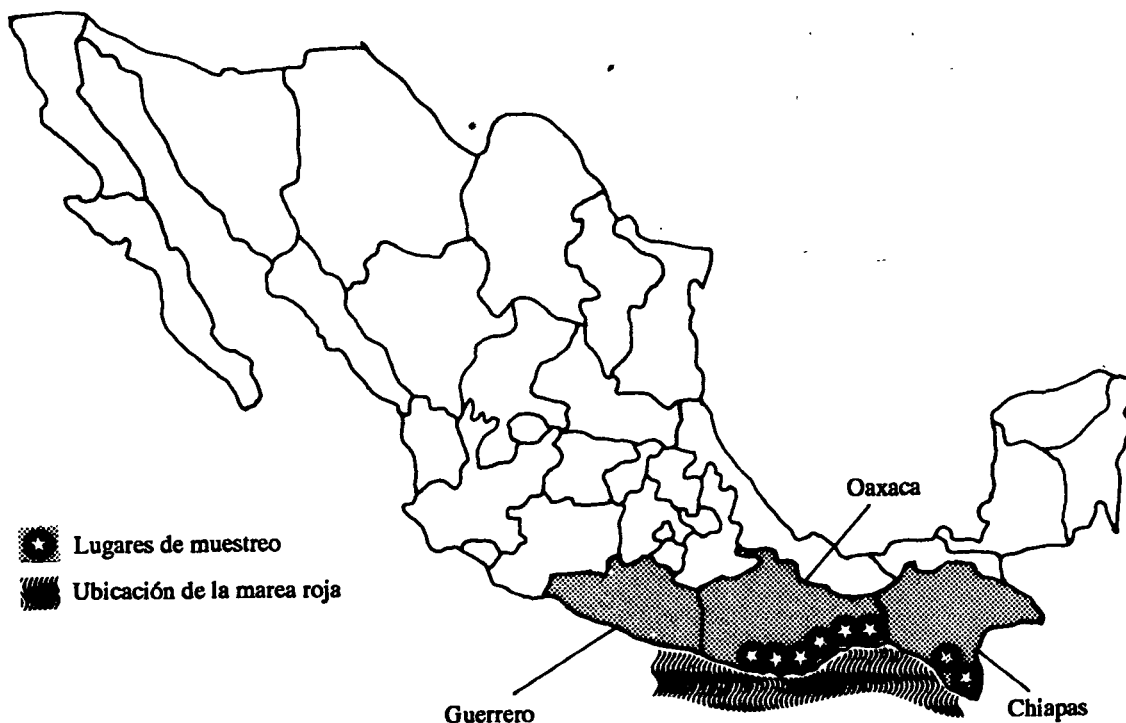 Oaxaca
Lugares de muestreo
Ubicación de la marea roja
Guerrero
Chiapas